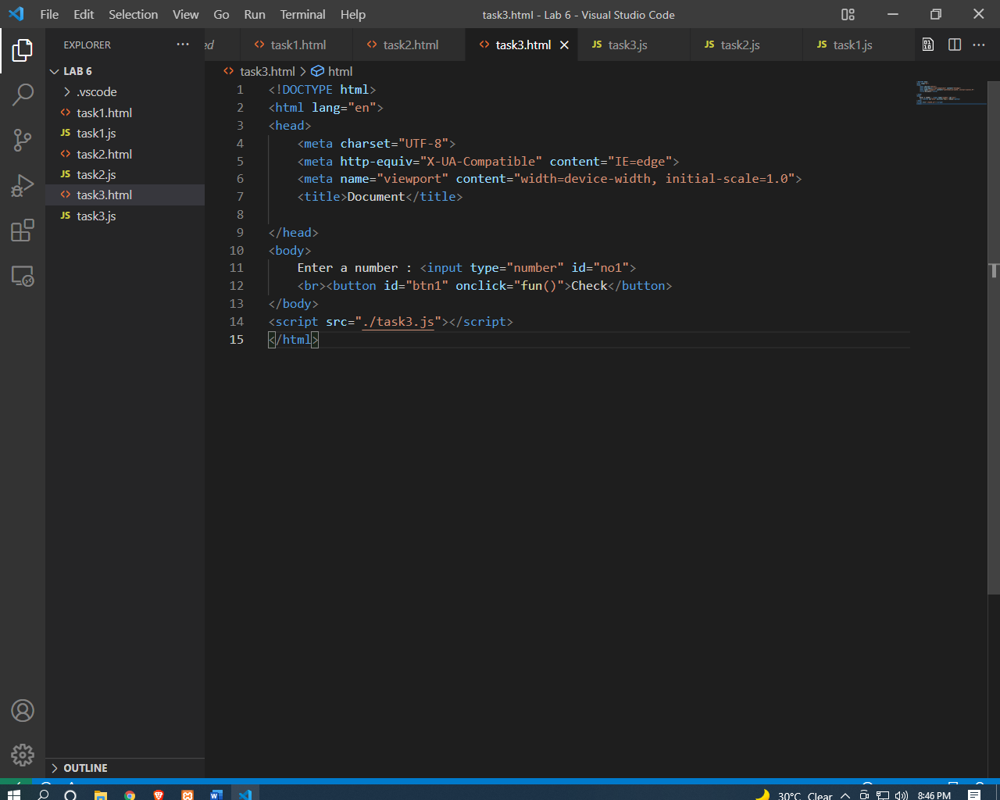 File Edit Selection View Go Run Terminal Help
task3.html - Lab 6 - Visual Studio Code
EXPLORER
ed
task1.html
task2.html
task3.html
JS task3.js
JS task2.js
JS task1.js
LAB 6
.vscode
task1.html
JS task1.js
task2.html
JS task2.js
task3.html
JS task3.js
task3.html > html
1 <!DOCTYPE html>
2 <html lang="en">
3 <head>
4 <meta charset="UTF-8">
5 <meta http-equiv="X-UA-Compatible" content="IE=edge">
6 <meta name="viewport" content="width=device-width, initial-scale=1.0">
7 <title>Document</title>
8
9 </head>
10 <body>
11 Enter a number : <input type="number" id="no1">
12 <br><button id="btn1" onclick="fun()">Check</button>
13 </body>
14 <script src="./task3.js"></script>
15 </html>
OUTLINE
30°C Clear
8:46 PM